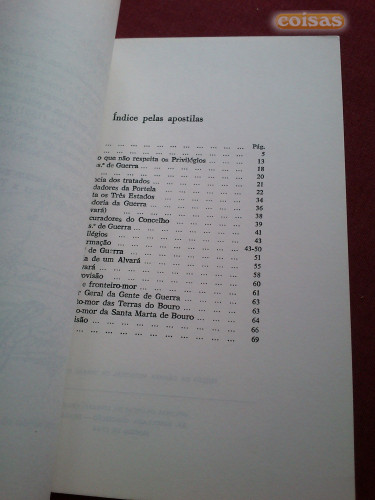 coisas
Índice pelas apostilas
Pág.
... ... ... ... ... ... ... ... ... ... 5
o que não respeita os Privilégios ... ... ... ... 13
s.º de Guerra ... ... ... ... ... ... ... 18
... ... ... ... ... ... ... ... ... 20
ncia dos tratados ... ... ... ... ... ... 21
dadores da Portela ... ... ... ... ... ... 22
ta os Três Estados ... ... ... ... ... ... 34
doria da Guerra ... ... ... ... ... ... 36
vará) ... ... ... ... ... ... ... ... 38
curadores do Concelho ... ... ... ... ... 39
s.º de Guerra ... ... ... ... ... ... ... 41
ilégios ... ... ... ... ... ... ... ... 43
rmação ... ... ... ... ... ... ... 43-50
de Guerra ... ... ... ... ... ... ... 51
a de um Alvará ... ... ... ... ... ... 55
ará ... ... ... ... ... ... ... ... 58
ovisão ... ... ... ... ... ... ... ... 60
e fronteiro-mor ... ... ... ... ... ... 61
r Geral da Gente de Guerra ... ... ... ... 63
o-mor das Terras do Bouro ... ... ... ... 63
o-mor da Santa Marta de Bouro ... ... ... 64
isão ... ... ... ... ... ... ... ... 66
... ... ... ... ... ... ... ... ... 69